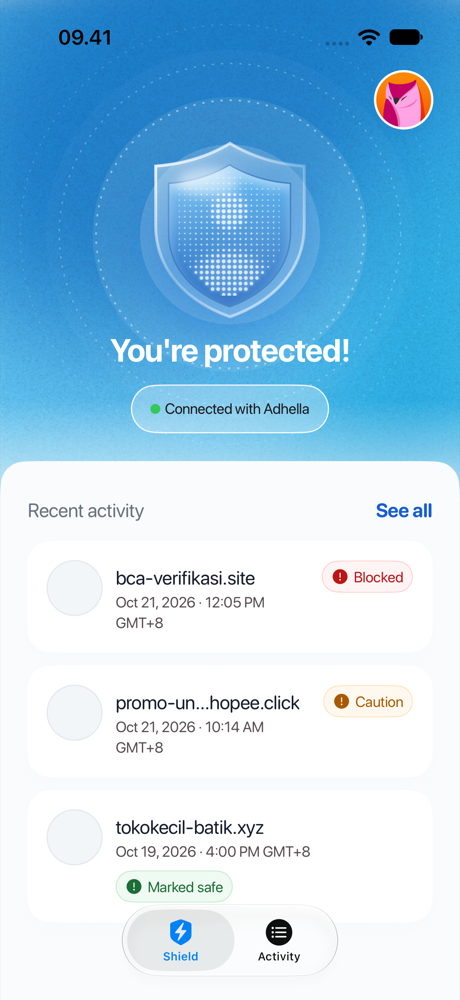 09.41
You're protected!
Connected with Adhella
Recent activity
See all
bca-verifikasi.site
Blocked
Oct 21, 2026 · 12:05 PM
GMT+8
promo-un...hopee.click
Caution
Oct 21, 2026 · 10:14 AM
GMT+8
tokokecil-batik.xyz
Oct 19, 2026 · 4:00 PM GMT+8
Marked safe
Shield
Activity